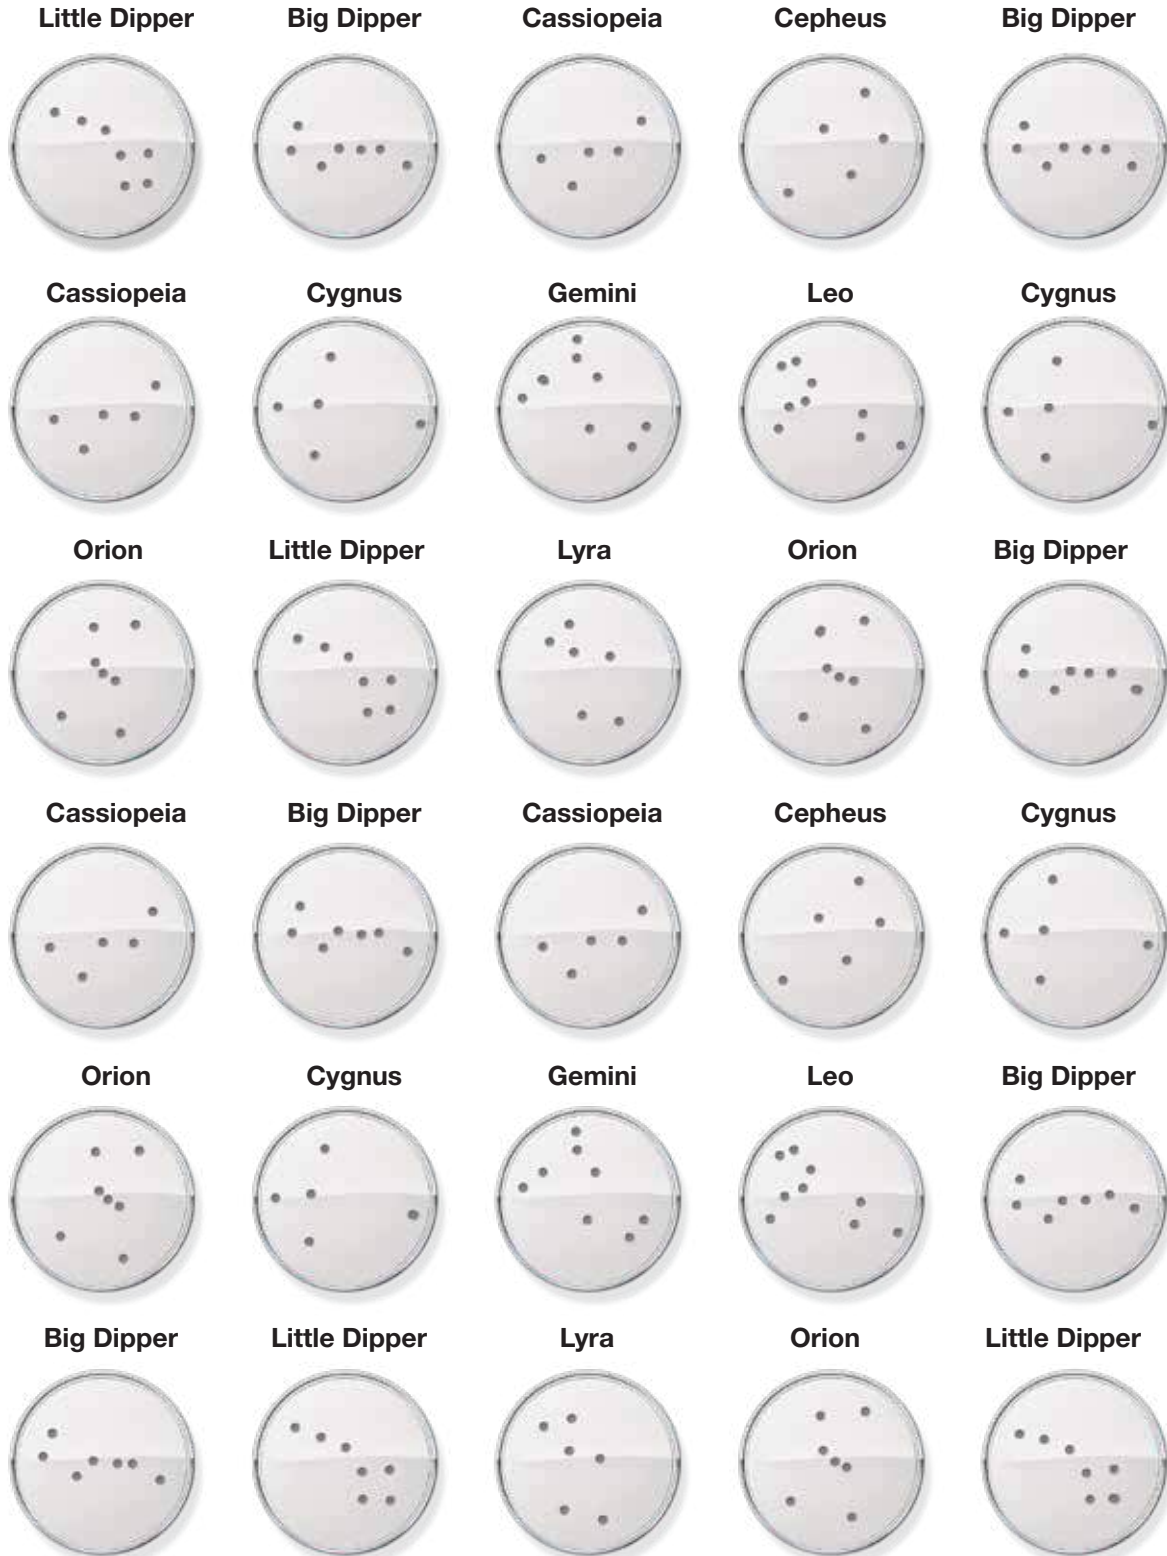 Little Dipper Big Dipper Cassiopeia Cepheus Big Dipper
Cassiopeia Cygnus Gemini Leo Cygnus
Orion Little Dipper Lyra Orion Big Dipper
Cassiopeia Big Dipper Cassiopeia Cepheus Cygnus
Orion Cygnus Gemini Leo Big Dipper
Big Dipper Little Dipper Lyra Orion Little Dipper